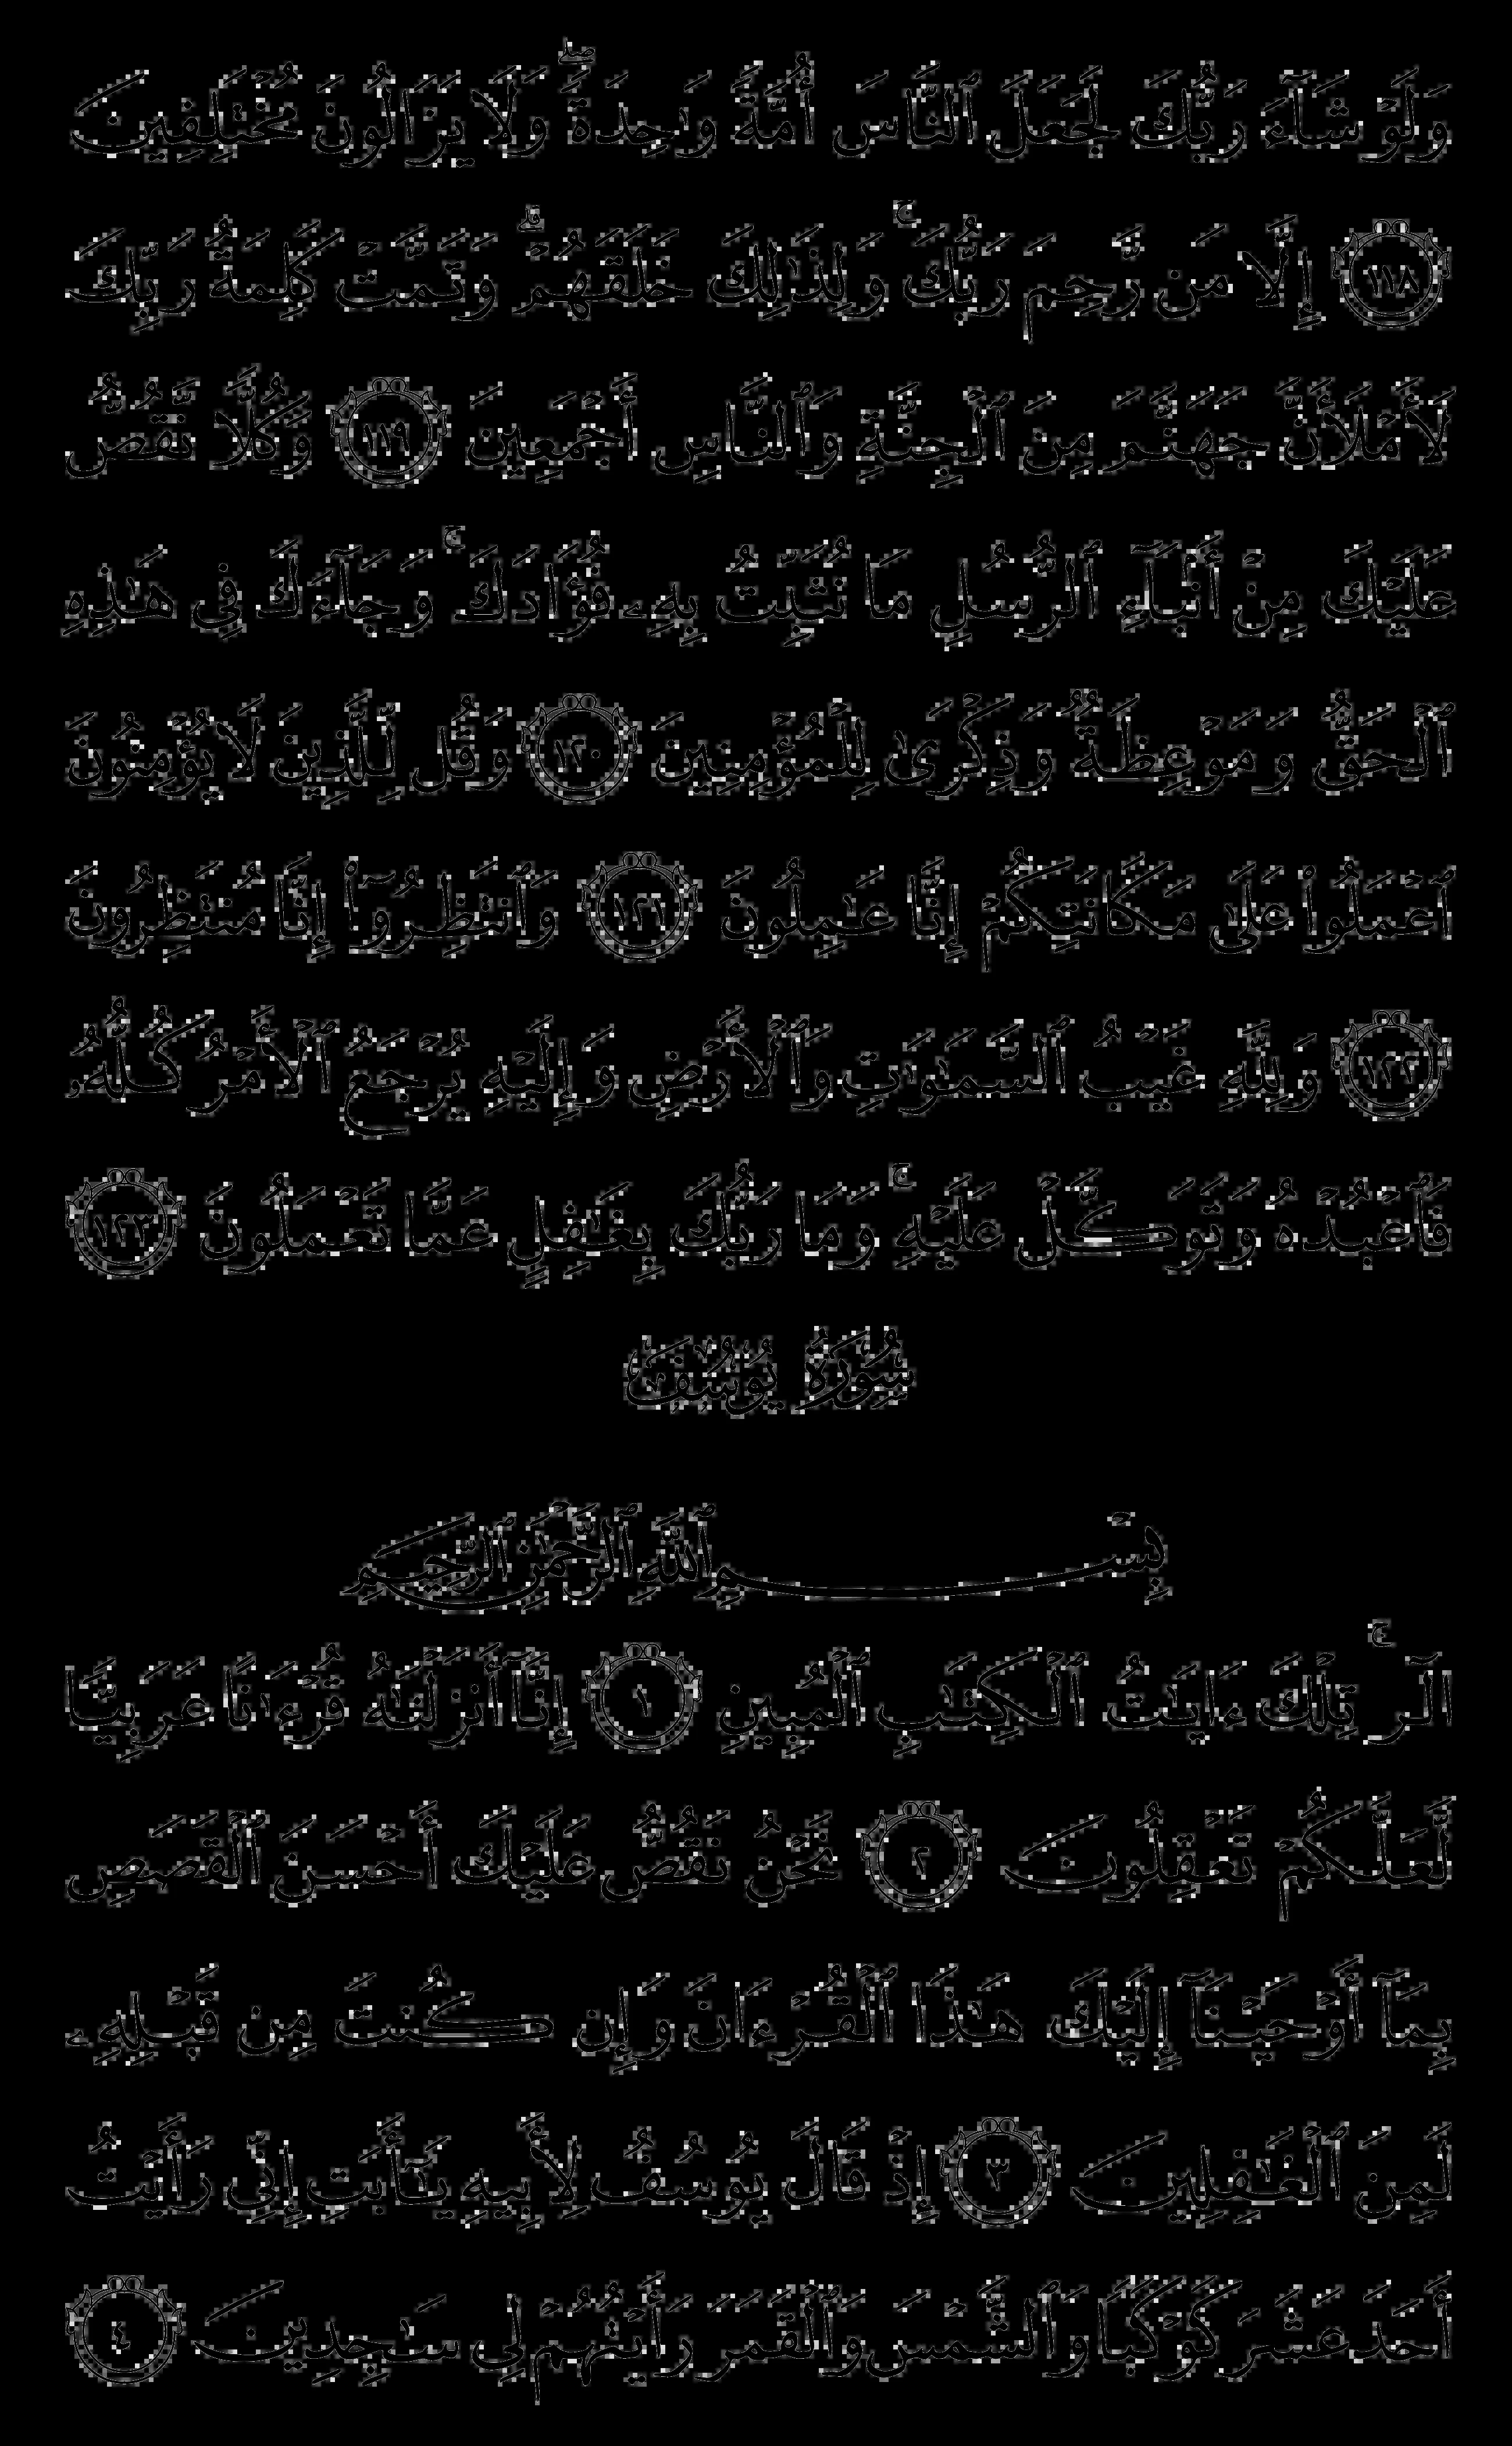 وَلَوْ شَآءَ رَبُّكَ لَجَعَلَ ٱلنَّاسَ أُمَّةً وَٰحِدَةً ۖ وَلَا يَزَالُونَ مُخْتَلِفِينَ
﴿١١٨﴾ إِلَّا مَن رَّحِمَ رَبُّكَ ۚ وَلِذَٰلِكَ خَلَقَهُمْ ۗ وَتَمَّتْ كَلِمَةُ رَبِّكَ
لَأَمْلَأَنَّ جَهَنَّمَ مِنَ ٱلْجِنَّةِ وَٱلنَّاسِ أَجْمَعِينَ ﴿١١٩﴾ وَكُلًّا نَّقُصُّ
عَلَيْكَ مِنْ أَنۢبَآءِ ٱلرُّسُلِ مَا نُثَبِّتُ بِهِۦ فُؤَادَكَ ۚ وَجَآءَكَ فِى هَٰذِهِ
ٱلْحَقُّ وَمَوْعِظَةٌ وَذِكْرَىٰ لِلْمُؤْمِنِينَ ﴿١٢٠﴾ وَقُل لِّلَّذِينَ لَا يُؤْمِنُونَ
ٱعْمَلُوا۟ عَلَىٰ مَكَانَتِكُمْ إِنَّا عَٰمِلُونَ ﴿١٢١﴾ وَٱنتَظِرُوٓا۟ إِنَّا مُنتَظِرُونَ
﴿١٢٢﴾ وَلِلَّهِ غَيْبُ ٱلسَّمَٰوَٰتِ وَٱلْأَرْضِ وَإِلَيْهِ يُرْجَعُ ٱلْأَمْرُ كُلُّهُۥ
فَٱعْبُدْهُ وَتَوَكَّلْ عَلَيْهِ ۚ وَمَا رَبُّكَ بِغَٰفِلٍ عَمَّا تَعْمَلُونَ ﴿١٢٣﴾
سُورَةُ يُوسُفَ
بِسْمِ ٱللَّهِ ٱلرَّحْمَٰنِ ٱلرَّحِيمِ
الٓر ۚ تِلْكَ ءَايَٰتُ ٱلْكِتَٰبِ ٱلْمُبِينِ ﴿١﴾ إِنَّآ أَنزَلْنَٰهُ قُرْءَٰنًا عَرَبِيًّا
لَّعَلَّكُمْ تَعْقِلُونَ ﴿٢﴾ نَحْنُ نَقُصُّ عَلَيْكَ أَحْسَنَ ٱلْقَصَصِ
بِمَآ أَوْحَيْنَآ إِلَيْكَ هَٰذَا ٱلْقُرْءَانَ وَإِن كُنتَ مِن قَبْلِهِۦ
لَمِنَ ٱلْغَٰفِلِينَ ﴿٣﴾ إِذْ قَالَ يُوسُفُ لِأَبِيهِ يَٰٓأَبَتِ إِنِّى رَأَيْتُ
أَحَدَ عَشَرَ كَوْكَبًا وَٱلشَّمْسَ وَٱلْقَمَرَ رَأَيْتُهُمْ لِى سَٰجِدِينَ ﴿٤﴾